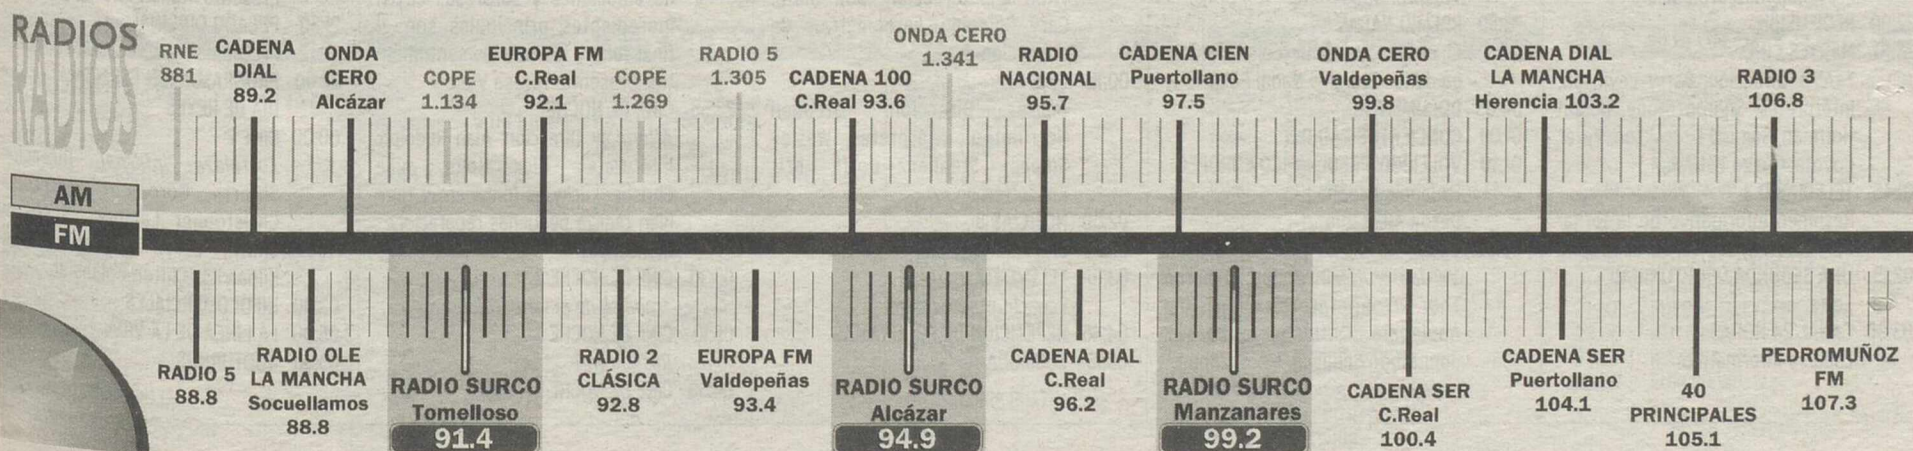 RADIOS
RADIOS
AM
FM
RNE
881
CADENA
DIAL
89.2
ONDA
CERO
Alcázar
COPE
1.134
EUROPA FM
C.Real
92.1
COPE
1.269
RADIO 5
1.305
CADENA 100
C.Real 93.6
ONDA CERO
1.341
RADIO
NACIONAL
95.7
CADENA CIEN
Puertollano
97.5
ONDA CERO
Valdepeñas
99.8
CADENA DIAL
LA MANCHA
Herencia 103.2
RADIO 3
106.8
RADIO 5
88.8
RADIO OLE
LA MANCHA
Socuellamos
88.8
RADIO SURCO
Tomelloso
91.4
RADIO 2
CLÁSICA
92.8
EUROPA FM
Valdepeñas
93.4
RADIO SURCO
Alcázar
94.9
CADENA DIAL
C.Real
96.2
RADIO SURCO
Manzanares
99.2
CADENA SER
C.Real
100.4
CADENA SER
Puertollano
104.1
40
PRINCIPALES
105.1
PEDROMUÑOZ
FM
107.3